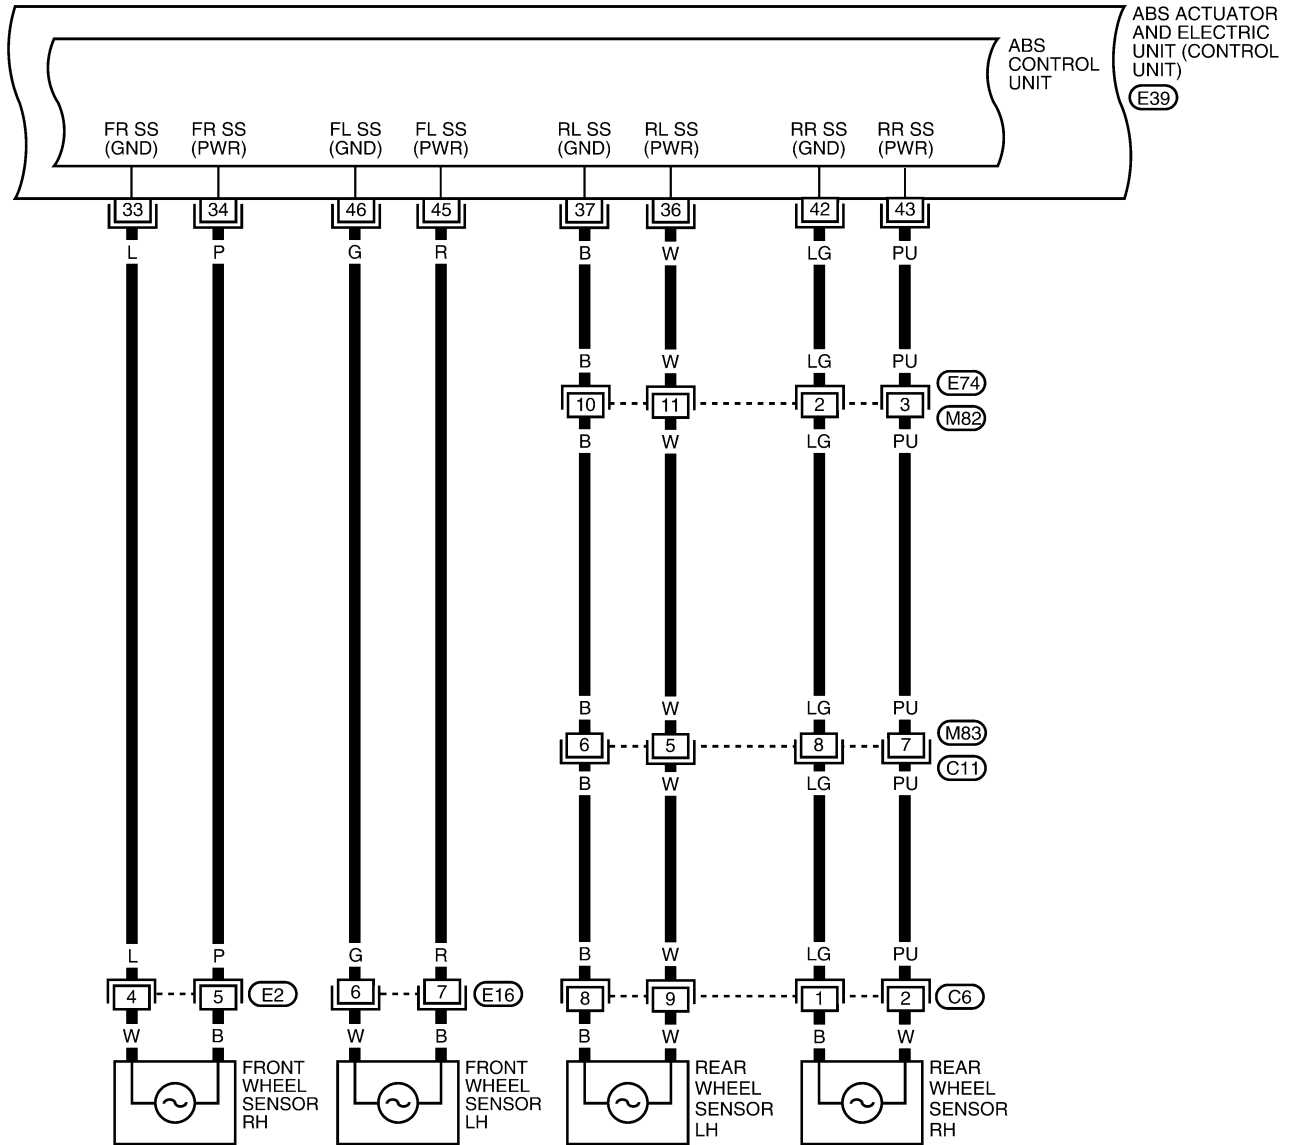 ABS ACTUATOR
AND ELECTRIC
UNIT (CONTROL
UNIT)
E39
ABS
CONTROL
UNIT
FR SS FR SS FL SS FL SS RL SS RL SS RR SS RR SS
(GND) (PWR) (GND) (PWR) (GND) (PWR) (GND) (PWR)
33 34 46 45 37 36 42 43
L P G R B W LG PU
B W LG PU
E74
10 11 2 3
M82
B W LG PU
B W LG PU
M83
6 5 8 7
C11
B W LG PU
L P G R B W LG PU
4 5 E2 6 7 E16 8 9 1 2 C6
W B W B B W B W
FRONT
WHEEL
SENSOR
RH
FRONT
WHEEL
SENSOR
LH
REAR
WHEEL
SENSOR
LH
REAR
WHEEL
SENSOR
RH